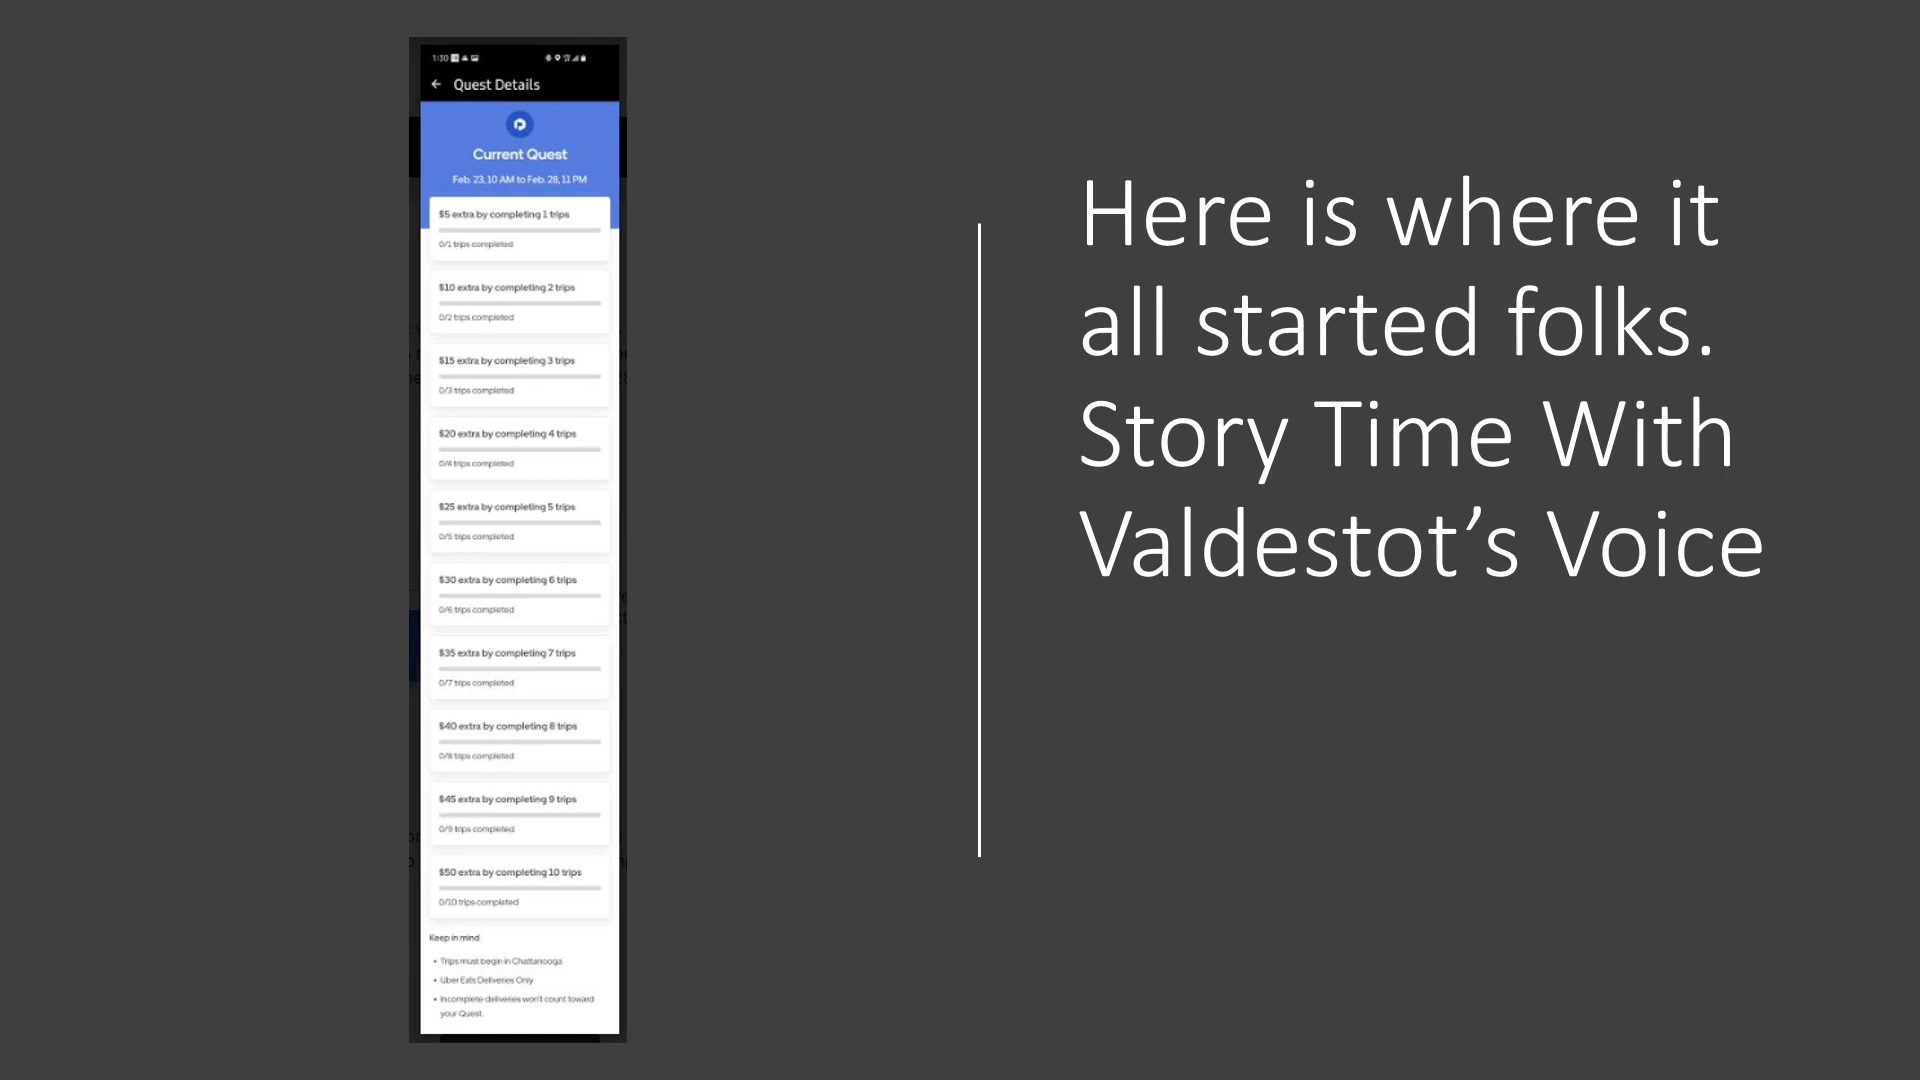 1:30
Quest Details
Current Quest
Feb. 23, 10 AM to Feb. 28, 11 PM
$5 extra by completing 1 trips
0/1 trips completed
$10 extra by completing 2 trips
0/2 trips completed
$15 extra by completing 3 trips
0/3 trips completed
$20 extra by completing 4 trips
0/4 trips completed
$25 extra by completing 5 trips
0/5 trips completed
$30 extra by completing 6 trips
0/6 trips completed
$35 extra by completing 7 trips
0/7 trips completed
$40 extra by completing 8 trips
0/8 trips completed
$45 extra by completing 9 trips
0/9 trips completed
$50 extra by completing 10 trips
0/10 trips completed
Keep in mind
• Trips must begin in Chattanooga
• Uber Eats Deliveries Only
• Incomplete deliveries won't count toward
your Quest.
Here is where it
all started folks.
Story Time With
Valdestot’s Voice